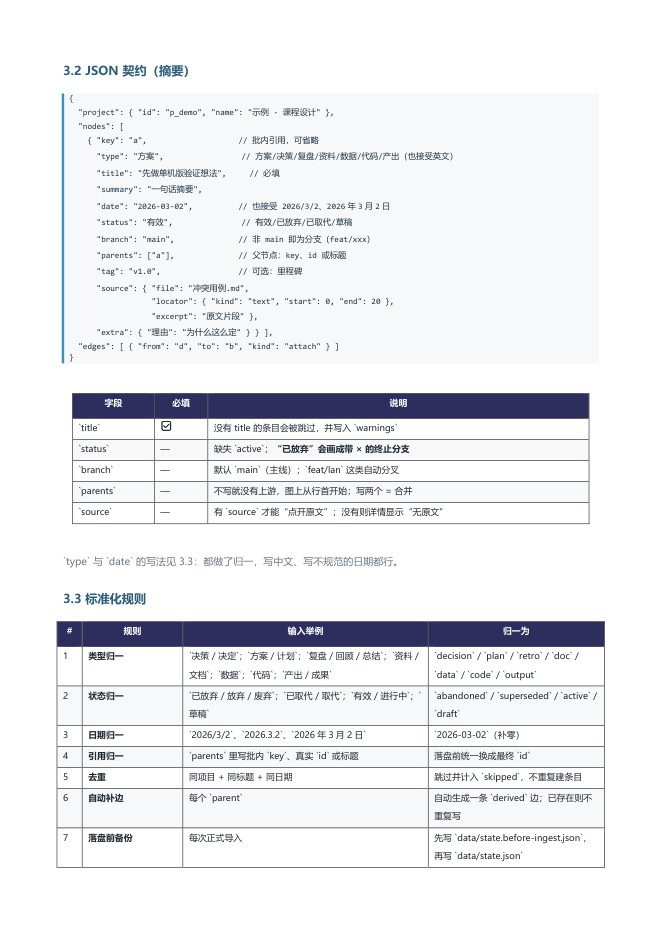 3.2 JSON 契约（摘要）
{
"project": { "id": "p_demo", "name": "示例 · 课程设计" },
"nodes": [
{ "key": "a", // 批内引用，可省略
"type": "方案", // 方案/决策/复盘/资料/数据/代码/产出（也接受英文）
"title": "先做单机版验证想法", // 必填
"summary": "一句话摘要",
"date": "2026-03-02", // 也接受 2026/3/2、2026 年 3 月 2 日
"status": "有效", // 有效/已放弃/已取代/草稿
"branch": "main", // 非 main 即为分支（feat/xxx）
"parents": ["a"], // 父节点：key、id 或标题
"tag": "v1.0", // 可选：里程碑
"source": { "file": "冲突用例.md",
"locator": { "kind": "text", "start": 0, "end": 20 },
"excerpt": "原文片段" },
"extra": { "理由": "为什么这么定" } } ],
"edges": [ { "from": "d", "to": "b", "kind": "attach" } ]
}
字段 必填 说明
`title` ☑ 没有 title 的条目会被跳过，并写入 `warnings`
`status` — 缺失 `active`； “已放弃”会画成带 × 的终止分支
`branch` — 默认 `main`（主线）；`feat/lan` 这类自动分叉
`parents` — 不写就没有上游，图上从行首开始；写两个 = 合并
`source` — 有 `source` 才能“点开原文”；没有则详情显示“无原文”
`type` 与 `date` 的写法见 3.3：都做了归一，写中文、写不规范的日期都行。
3.3 标准化规则
# 规则 输入举例 归一为
1 类型归一 `决策 / 决定`；`方案 / 计划`；`复盘 / 回顾 / 总结`；`资料 / `decision` / `plan` / `retro` / `doc` /
文档`；`数据`；`代码`；`产出 / 成果` `data` / `code` / `output`
2 状态归一 `已放弃 / 放弃 / 废弃`；`已取代 / 取代`；`有效 / 进行中`；` `abandoned` / `superseded` / `active` /
草稿` `draft`
3 日期归一 `2026/3/2`、`2026.3.2`、`2026 年 3 月 2 日` `2026-03-02`（补零）
4 引用归一 `parents` 里写批内 `key`、真实 `id` 或标题 落盘前统一换成最终 `id`
5 去重 同项目 + 同标题 + 同日期 跳过并计入 `skipped`，不重复建条目
6 自动补边 每个 `parent` 自动生成一条 `derived` 边；已存在则不
重复写
7 落盘前备份 每次正式导入 先写 `data/state.before-ingest.json`，
再写 `data/state.json`